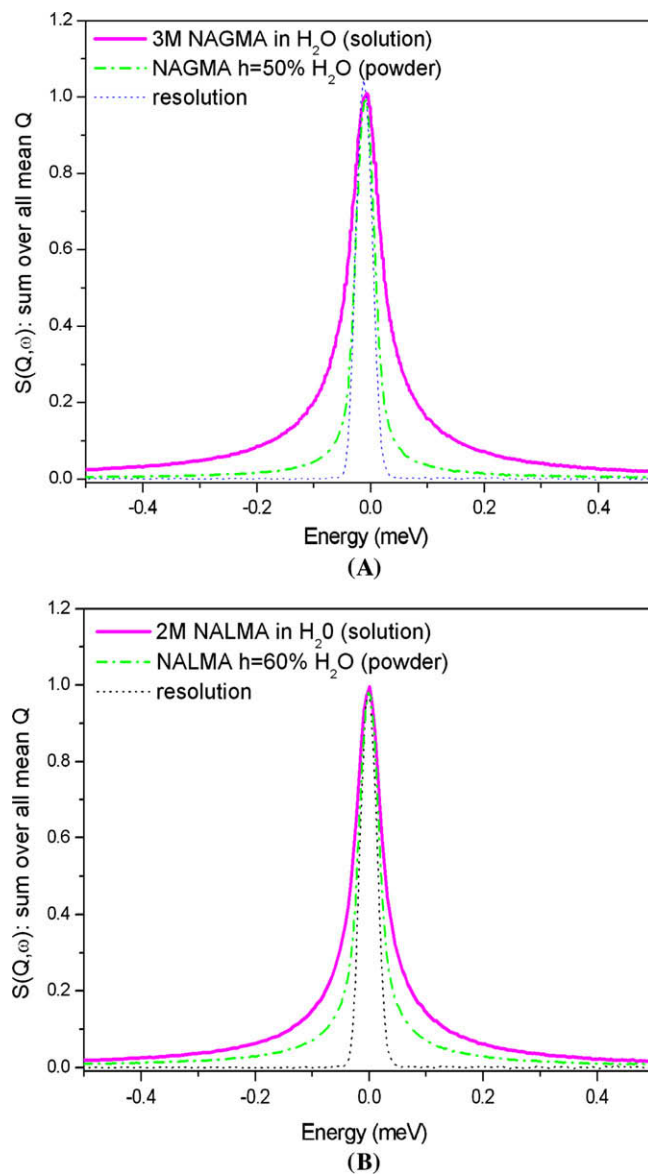 1.2
3M NAGMA in H₂O (solution)
NAGMA h=50% H₂O (powder)
resolution
1.0
0.8
0.6
0.4
0.2
0.0
S(Q,ω): sum over all mean Q
-0.4 -0.2 0.0 0.2 0.4
Energy (meV)
(A)
1.2
2M NALMA in H₂0 (solution)
NALMA h=60% H₂O (powder)
resolution
1.0
0.8
0.6
0.4
0.2
0.0
S(Q,ω): sum over all mean Q
-0.4 -0.2 0.0 0.2 0.4
Energy (meV)
(B)